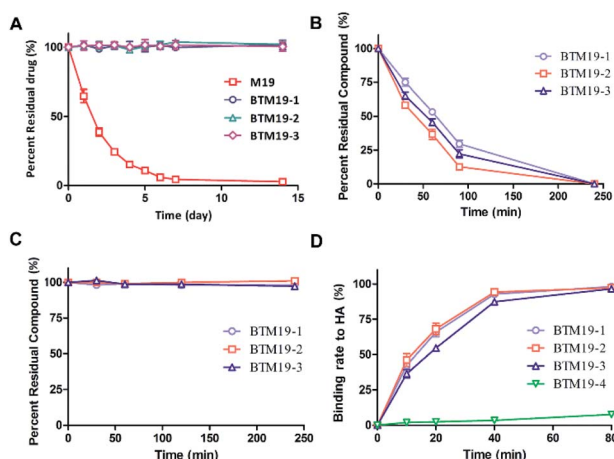 A
Percent Residual drug (%)
100
50
0
0
5
10
15
Time (day)
M19
BTM19-1
BTM19-2
BTM19-3
B
Percent Residual Compound (%)
100
75
50
25
0
0
50
100
150
200
250
Time (min)
BTM19-1
BTM19-2
BTM19-3
C
Percent Residual Compound (%)
100
50
0
0
50
100
150
200
250
Time (min)
BTM19-1
BTM19-2
BTM19-3
D
Binding rate to HA (%)
100
75
50
25
0
0
20
40
60
80
Time (min)
BTM19-1
BTM19-2
BTM19-3
BTM19-4